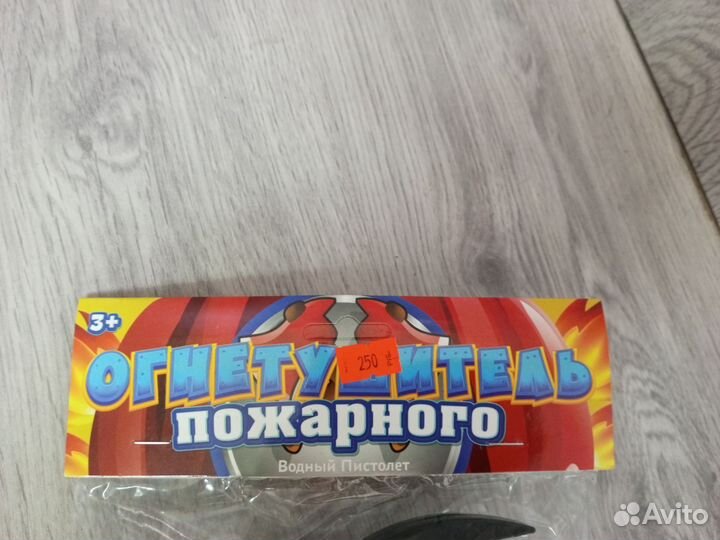 3+
ОГНЕТУШИТЕЛЬ
250
пожарного
Водный Пистолет
Avito